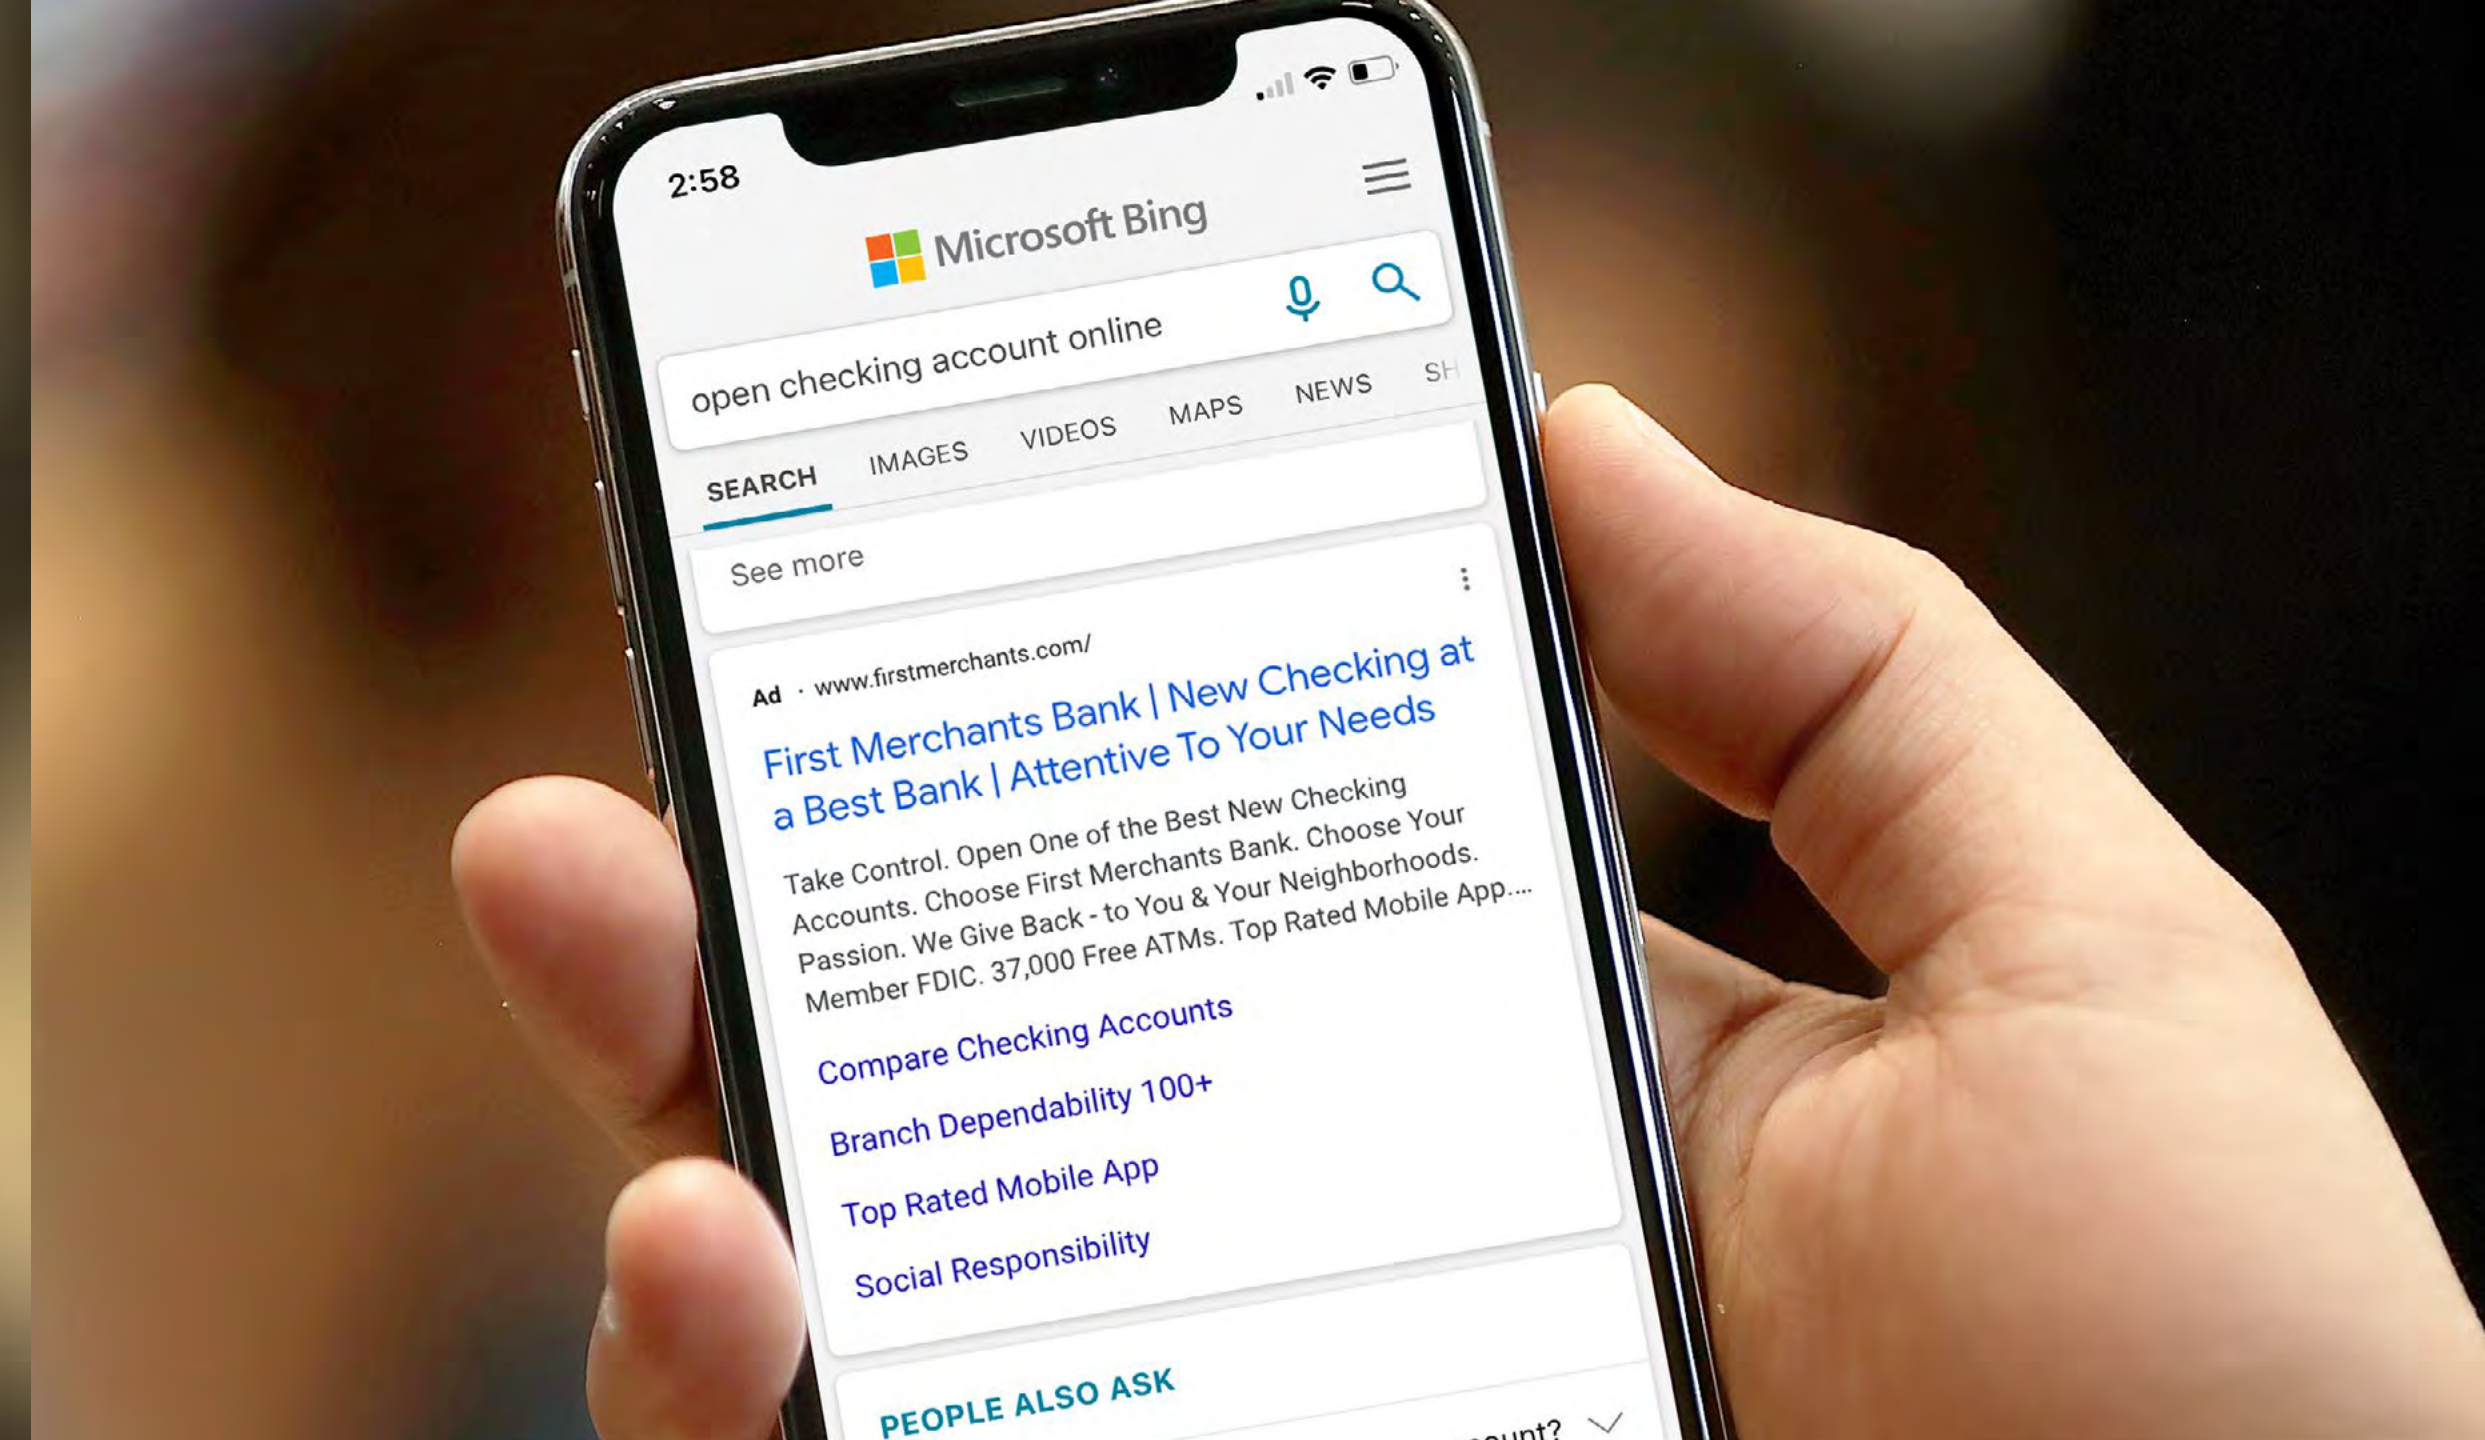 2:58
Microsoft Bing
open checking account online
SEARCH IMAGES VIDEOS MAPS NEWS SH
See more
Ad · www.firstmerchants.com/
First Merchants Bank | New Checking at
a Best Bank | Attentive To Your Needs
Take Control. Open One of the Best New Checking
Accounts. Choose First Merchants Bank. Choose Your
Passion. We Give Back - to You & Your Neighborhoods.
Member FDIC. 37,000 Free ATMs. Top Rated Mobile App....
Compare Checking Accounts
Branch Dependability 100+
Top Rated Mobile App
Social Responsibility
PEOPLE ALSO ASK